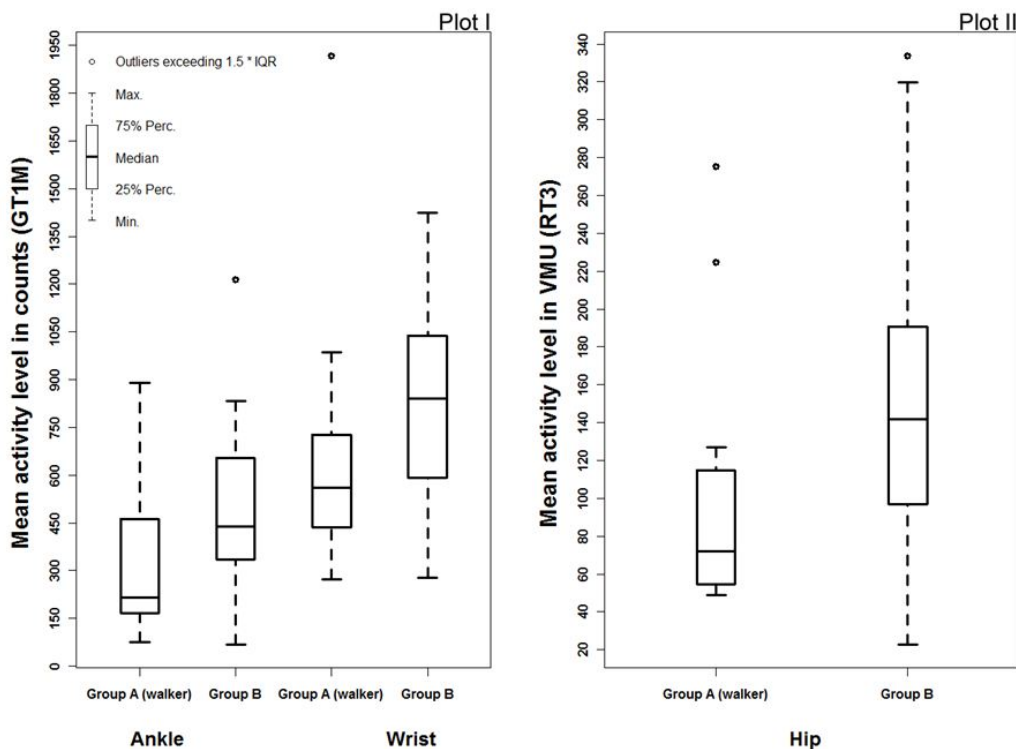 Plot I
Mean activity level in counts (GT1M)
1950
1800
1650
1500
1350
1200
1050
900
750
600
450
300
150
0
Outliers exceeding 1.5 * IQR
Max.
75% Perc.
Median
25% Perc.
Min.
Group A (walker) Group B Group A (walker) Group B
Ankle Wrist
Plot II
Mean activity level in VMU (RT3)
340
320
300
280
260
240
220
200
180
160
140
120
100
80
60
40
20
Group A (walker) Group B
Hip